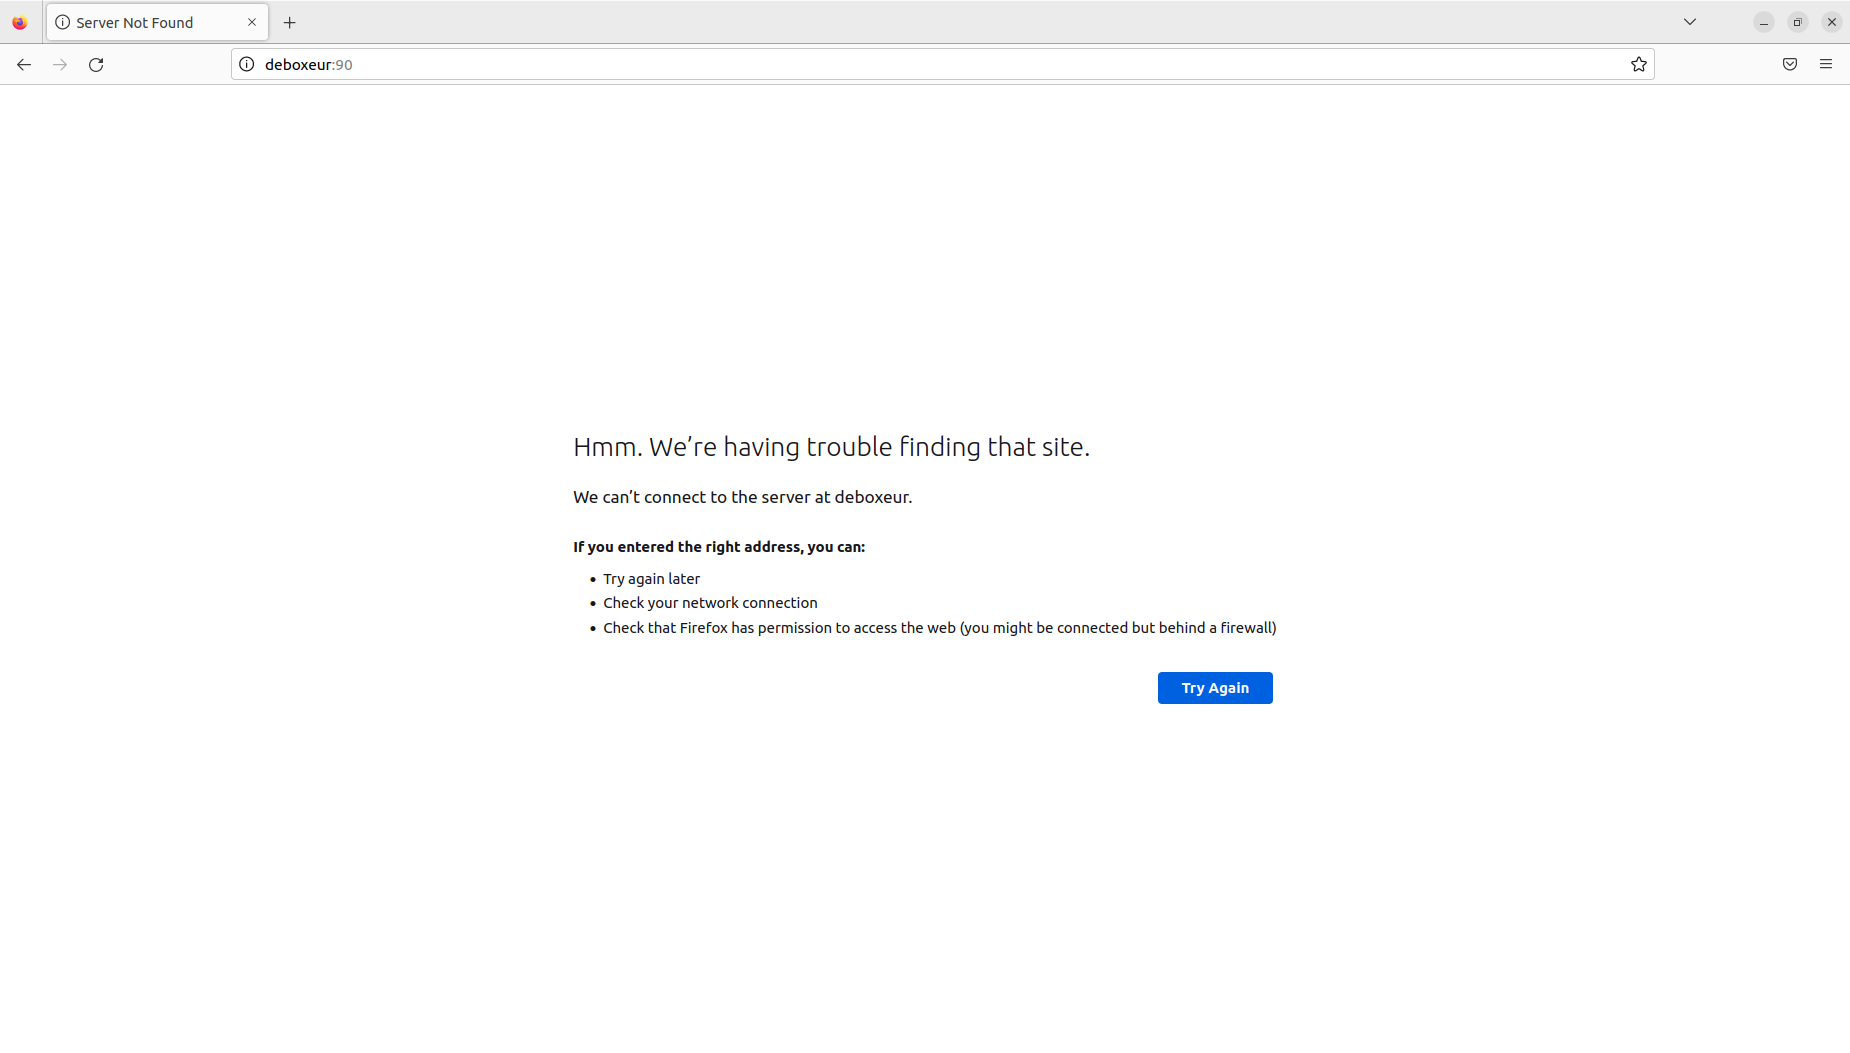 Server Not Found
deboxeur:90
Hmm. We’re having trouble finding that site.
We can’t connect to the server at deboxeur.
If you entered the right address, you can:
• Try again later
• Check your network connection
• Check that Firefox has permission to access the web (you might be connected but behind a firewall)
Try Again